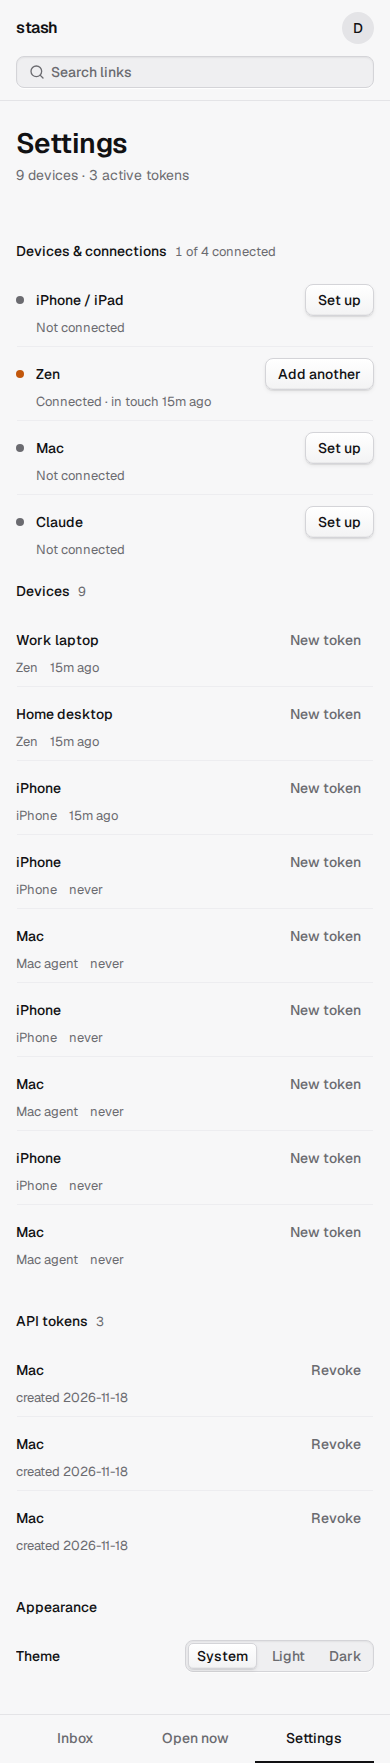 stash
D
Search links
Settings
9 devices · 3 active tokens
Devices & connections 1 of 4 connected
iPhone / iPad Set up
Not connected
Zen Add another
Connected · in touch 15m ago
Mac Set up
Not connected
Claude Set up
Not connected
Devices 9
Work laptop New token
Zen 15m ago
Home desktop New token
Zen 15m ago
iPhone New token
iPhone 15m ago
iPhone New token
iPhone never
Mac New token
Mac agent never
iPhone New token
iPhone never
Mac New token
Mac agent never
iPhone New token
iPhone never
Mac New token
Mac agent never
API tokens 3
Mac Revoke
created 2026-11-18
Mac Revoke
created 2026-11-18
Mac Revoke
created 2026-11-18
Appearance
Theme System Light Dark
Inbox Open now Settings